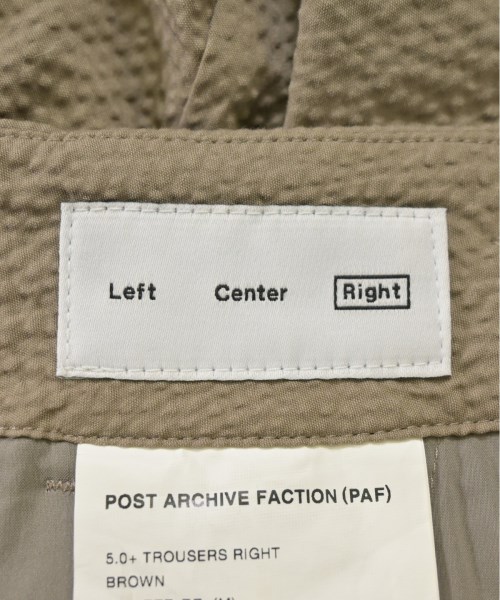 Left Center Right
POST ARCHIVE FACTION (PAF)
5.0+ TROUSERS RIGHT
BROWN